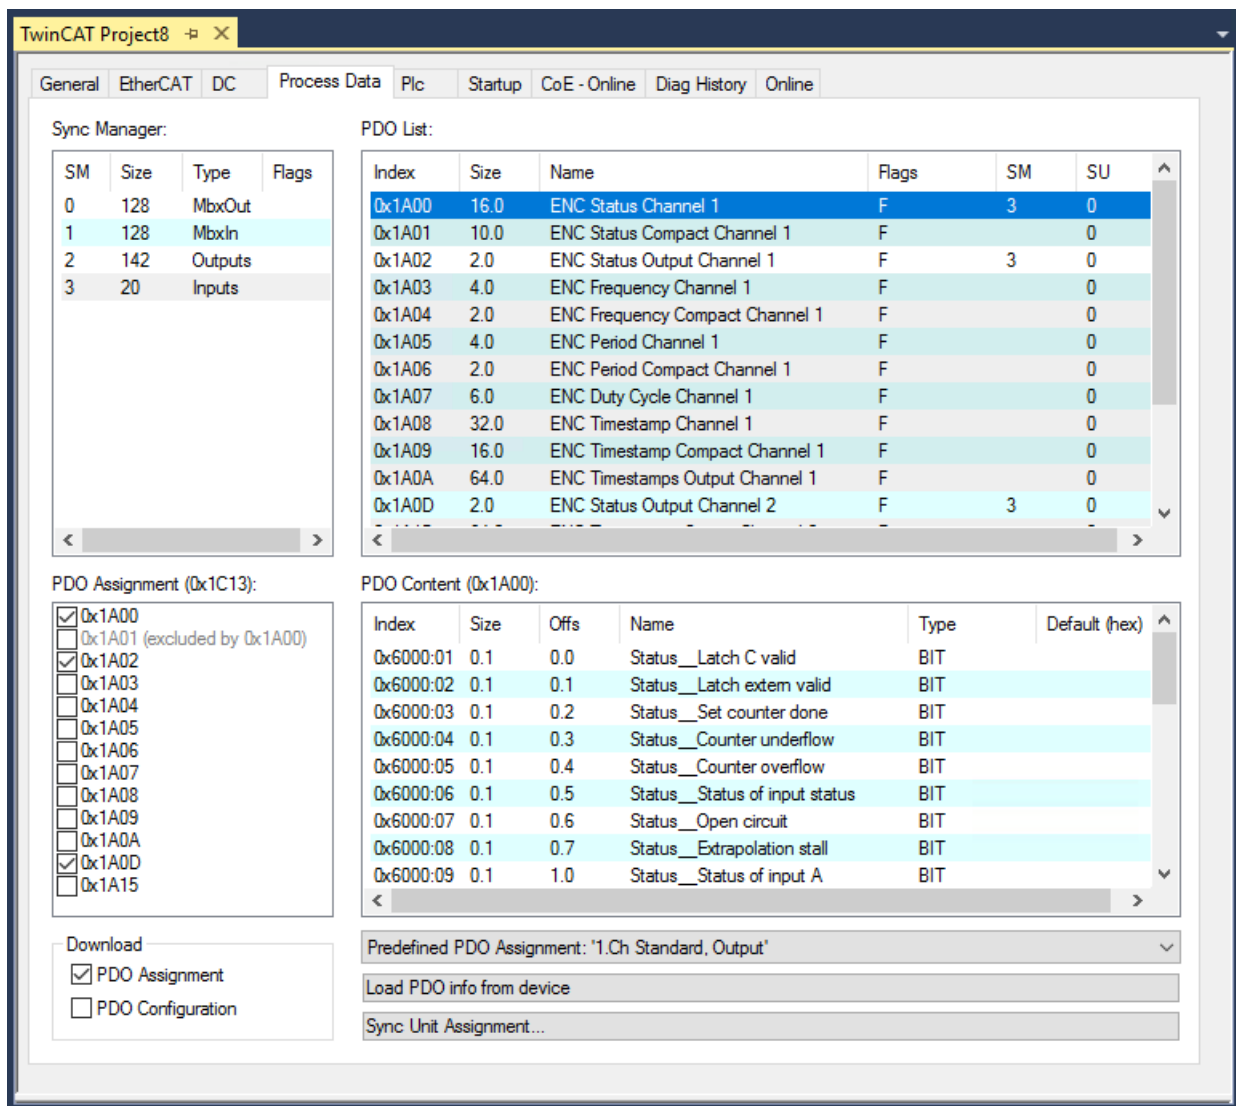 TwinCAT Project8
General EtherCAT DC Process Data Plc Startup CoE - Online Diag History Online
Sync Manager:
SM Size Type Flags
0 128 MbxOut
1 128 MbxIn
2 142 Outputs
3 20 Inputs
PDO List:
Index Size Name Flags SM SU
0x1A00 16.0 ENC Status Channel 1 F 3 0
0x1A01 10.0 ENC Status Compact Channel 1 F 0
0x1A02 2.0 ENC Status Output Channel 1 F 3 0
0x1A03 4.0 ENC Frequency Channel 1 F 0
0x1A04 2.0 ENC Frequency Compact Channel 1 F 0
0x1A05 4.0 ENC Period Channel 1 F 0
0x1A06 2.0 ENC Period Compact Channel 1 F 0
0x1A07 6.0 ENC Duty Cycle Channel 1 F 0
0x1A08 32.0 ENC Timestamp Channel 1 F 0
0x1A09 16.0 ENC Timestamp Compact Channel 1 F 0
0x1A0A 64.0 ENC Timestamps Output Channel 1 F 0
0x1A0D 2.0 ENC Status Output Channel 2 F 3 0
PDO Assignment (0x1C13):
0x1A00
0x1A01 (excluded by 0x1A00)
0x1A02
0x1A03
0x1A04
0x1A05
0x1A06
0x1A07
0x1A08
0x1A09
0x1A0A
0x1A0D
0x1A15
PDO Content (0x1A00):
Index Size Offs Name Type Default (hex)
0x6000:01 0.1 0.0 Status__Latch C valid BIT
0x6000:02 0.1 0.1 Status__Latch extern valid BIT
0x6000:03 0.1 0.2 Status__Set counter done BIT
0x6000:04 0.1 0.3 Status__Counter underflow BIT
0x6000:05 0.1 0.4 Status__Counter overflow BIT
0x6000:06 0.1 0.5 Status__Status of input status BIT
0x6000:07 0.1 0.6 Status__Open circuit BIT
0x6000:08 0.1 0.7 Status__Extrapolation stall BIT
0x6000:09 0.1 1.0 Status__Status of input A BIT
Download
PDO Assignment
PDO Configuration
Predefined PDO Assignment: '1.Ch Standard, Output'
Load PDO info from device
Sync Unit Assignment...